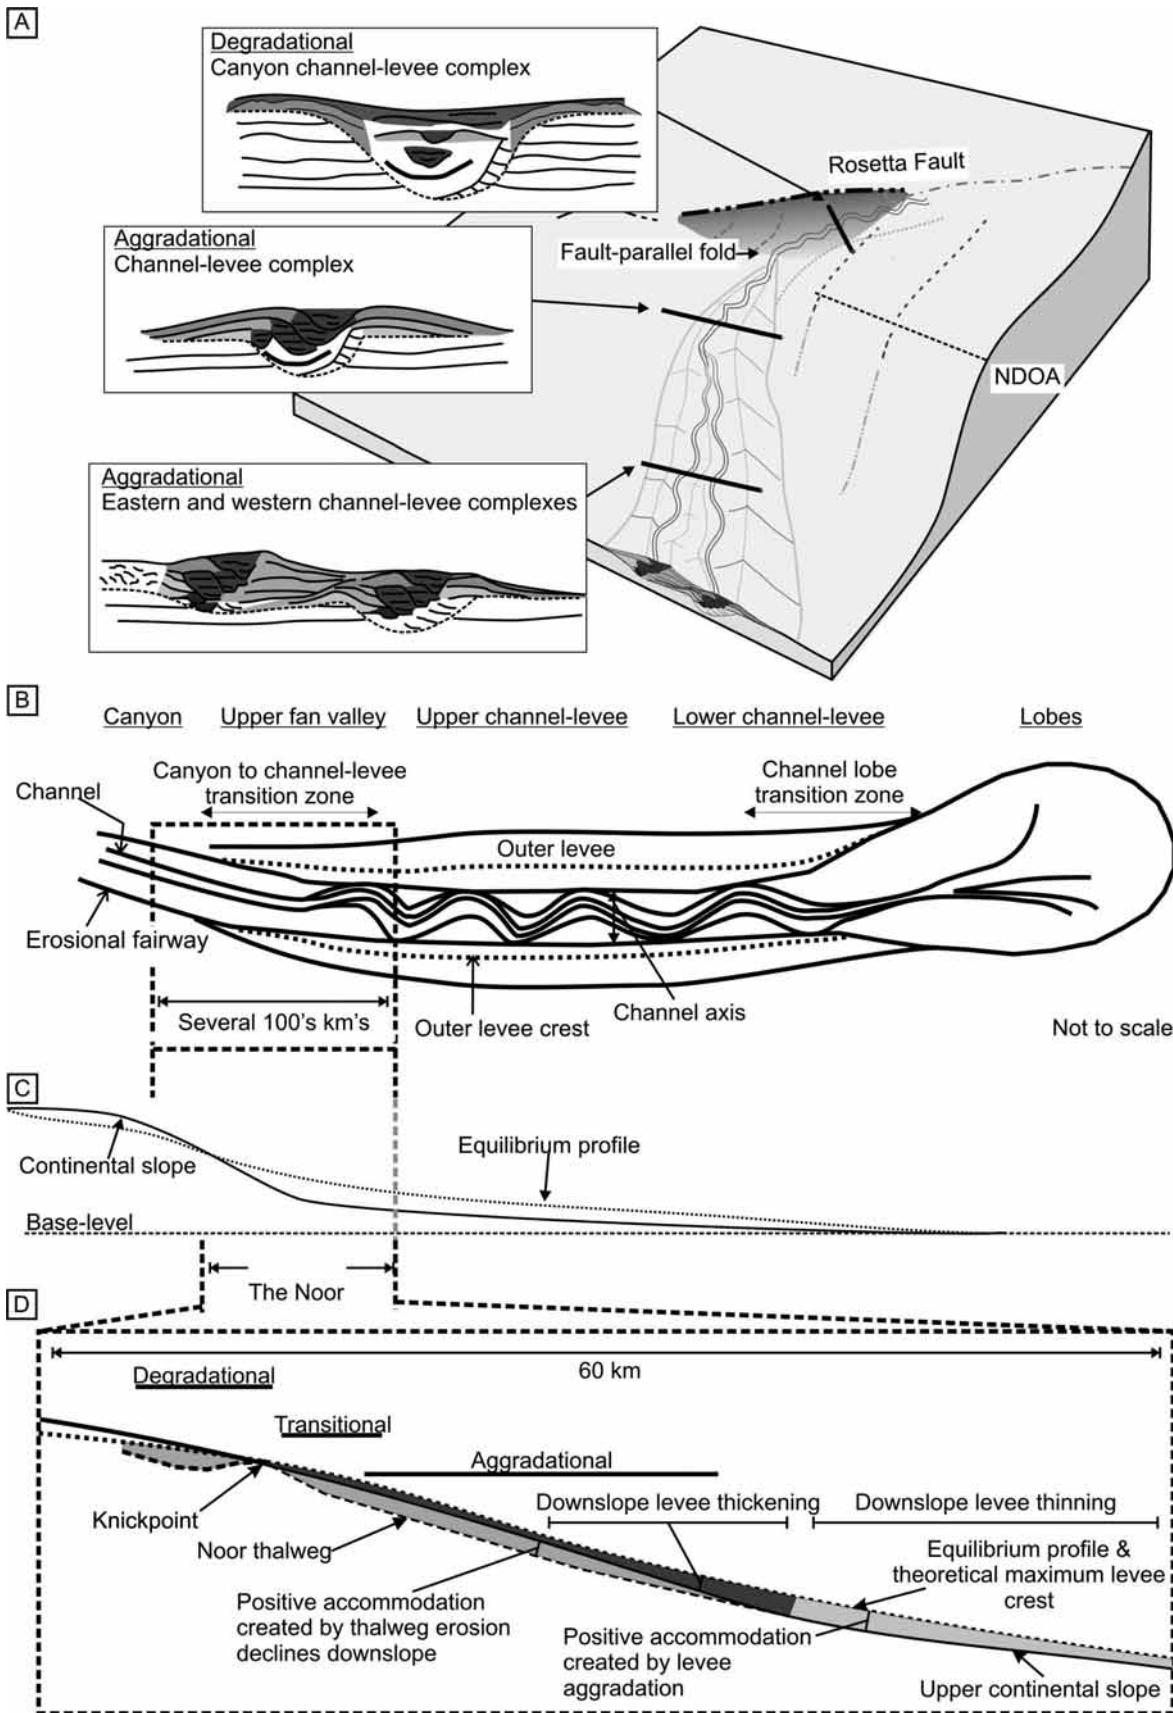 A
Degradational
Canyon channel-levee complex
Rosetta Fault
Aggradational
Channel-levee complex
Fault-parallel fold
NDOA
Aggradational
Eastern and western channel-levee complexes
B
Canyon
Upper fan valley
Upper channel-levee
Lower channel-levee
Lobes
Canyon to channel-levee
transition zone
Channel lobe
transition zone
Channel
Outer levee
Erosional fairway
Several 100's km's
Outer levee crest
Channel axis
Not to scale
C
Continental slope
Equilibrium profile
Base-level
The Noor
D
60 km
Degradational
Transitional
Aggradational
Downslope levee thickening
Downslope levee thinning
Knickpoint
Noor thalweg
Equilibrium profile &
theoretical maximum levee
crest
Positive accommodation
created by thalweg erosion
declines downslope
Positive accommodation
created by levee
aggradation
Upper continental slope